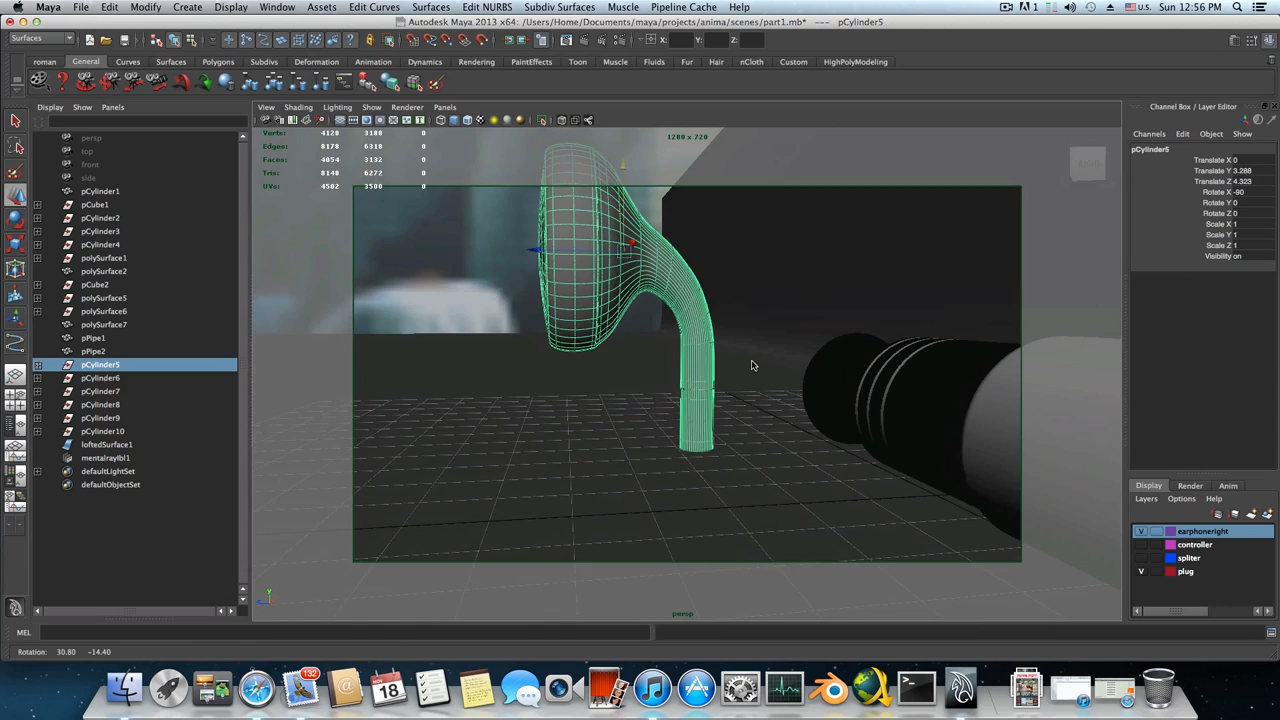 Maya File Edit Modify Create Display Window Assets Edit Curves Surfaces Edit NURBS Subdiv Surfaces Muscle Pipeline Cache Help 1 U.S. Sun 12:56 PM
Autodesk Maya 2013 x64: /Users/Home/Documents/maya/projects/anima/scenes/part1.mb* --- pCylinder5
Surfaces X: Y: Z:
roman General Curves Surfaces Polygons Subdivs Deformation Animation Dynamics Rendering PaintEffects Toon Muscle Fluids Fur Hair nCloth Custom HighPolyModeling
Display Show Panels View Shading Lighting Show Renderer Panels Channel Box / Layer Editor
Channels Edit Object Show
Verts: 4128 3180 0
Edges: 8178 6318 0
Faces: 4054 3132 0
Tris: 8148 6272 0
UVs: 4502 3500 0
1280 x 720
RIGHT
persp
top
front
side
pCylinder1
pCube1
pCylinder2
pCylinder3
pCylinder4
polySurface1
polySurface2
pCube2
polySurface5
polySurface6
polySurface7
pPipe1
pPipe2
pCylinder5
pCylinder6
pCylinder7
pCylinder8
pCylinder9
pCylinder10
loftedSurface1
mentalrayIbl1
defaultLightSet
defaultObjectSet
pCylinder5
Translate X 0
Translate Y 3.288
Translate Z 4.323
Rotate X -90
Rotate Y 0
Rotate Z 0
Scale X 1
Scale Y 1
Scale Z 1
Visibility on
Display Render Anim
Layers Options Help
V earphoneright
controller
spliter
V plug
persp
MEL
Rotation: 30.80 -14.40
132
NOV
18